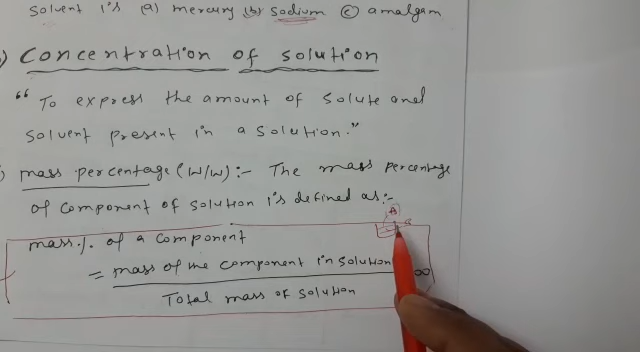 solvent i's (a) mercury (b) sodium (c) amalgam
Concentration of solution
"To express the amount of solute and
solvent present in a solution."
mass percentage (W/W) :- The mass percentage
of component of solution i's defined as:-
A
mass ٪. of a component
= mass of the component in solution
Total mass of solution